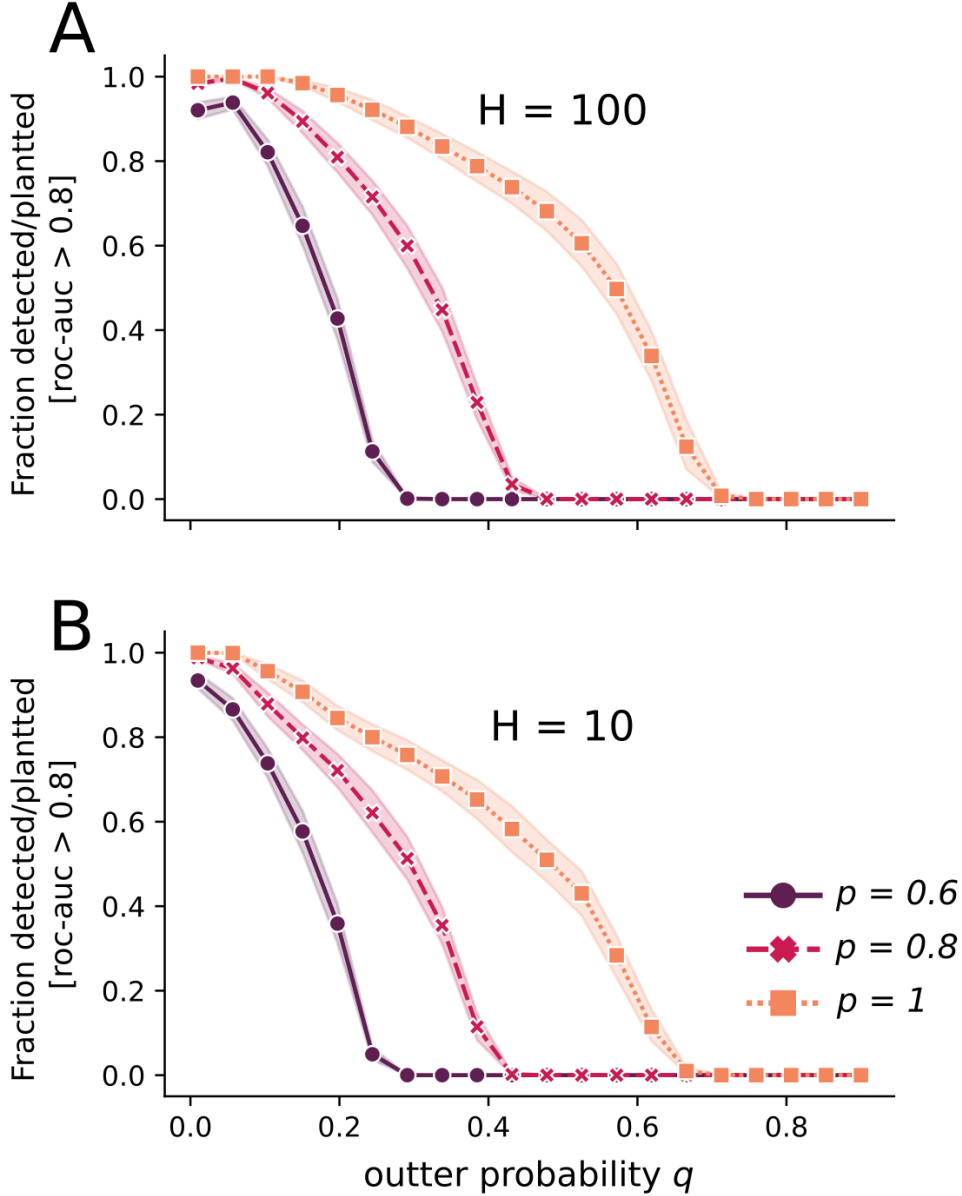 A
H = 100
Fraction detected/plantted
[roc-auc > 0.8]
1.0
0.8
0.6
0.4
0.2
0.0
B
H = 10
Fraction detected/plantted
[roc-auc > 0.8]
1.0
0.8
0.6
0.4
0.2
0.0
p = 0.6
p = 0.8
p = 1
0.0 0.2 0.4 0.6 0.8
outter probability q